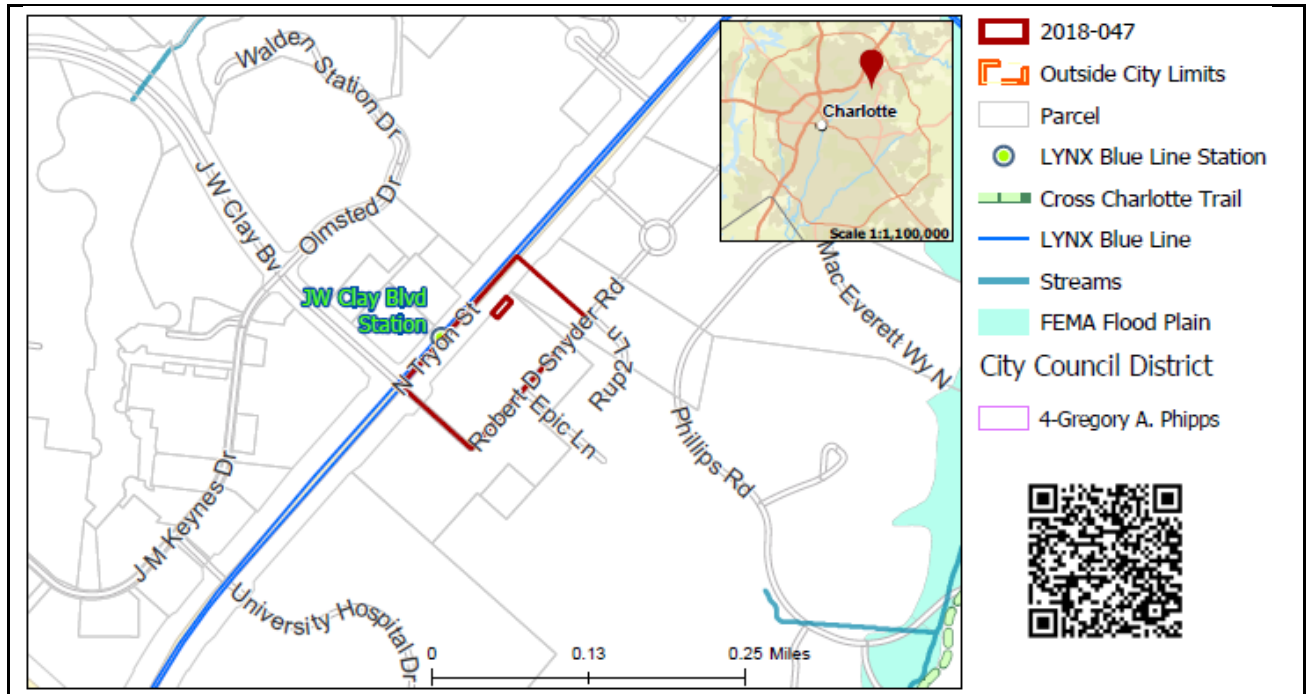 Walden Station Dr
J W Clay Bv
Olmsted Dr
JW Clay Blvd
Station
N Tryon St
Robert D Snyder Rd
Epic Ln
Rup2 Ln
J M Keynes Dr
University Hospital Dr
Phillips Rd
Mac Everett Wy N
0 0.13 0.25 Miles
Charlotte
Scale 1:1,100,000
2018-047
Outside City Limits
Parcel
LYNX Blue Line Station
Cross Charlotte Trail
LYNX Blue Line
Streams
FEMA Flood Plain
City Council District
4-Gregory A. Phipps